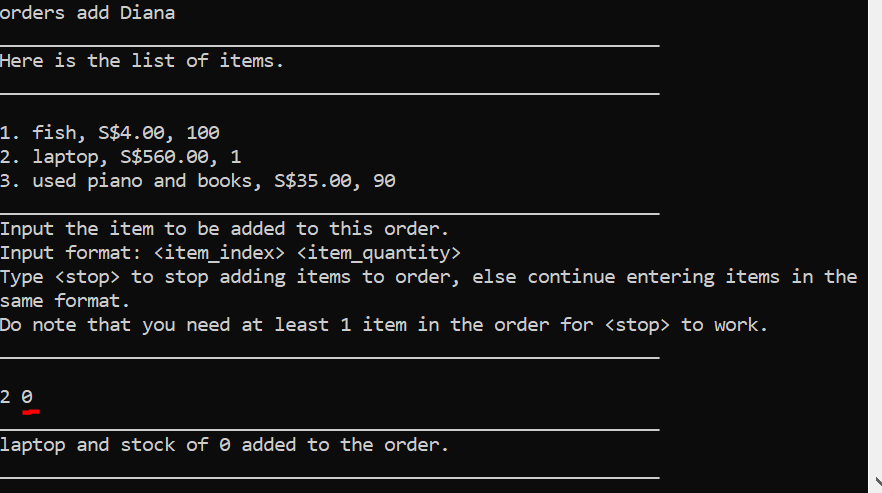 orders add Diana
Here is the list of items.
1. fish, S$4.00, 100
2. laptop, S$560.00, 1
3. used piano and books, S$35.00, 90
Input the item to be added to this order.
Input format: <item_index> <item_quantity>
Type <stop> to stop adding items to order, else continue entering items in the
same format.
Do note that you need at least 1 item in the order for <stop> to work.
2 0
laptop and stock of 0 added to the order.